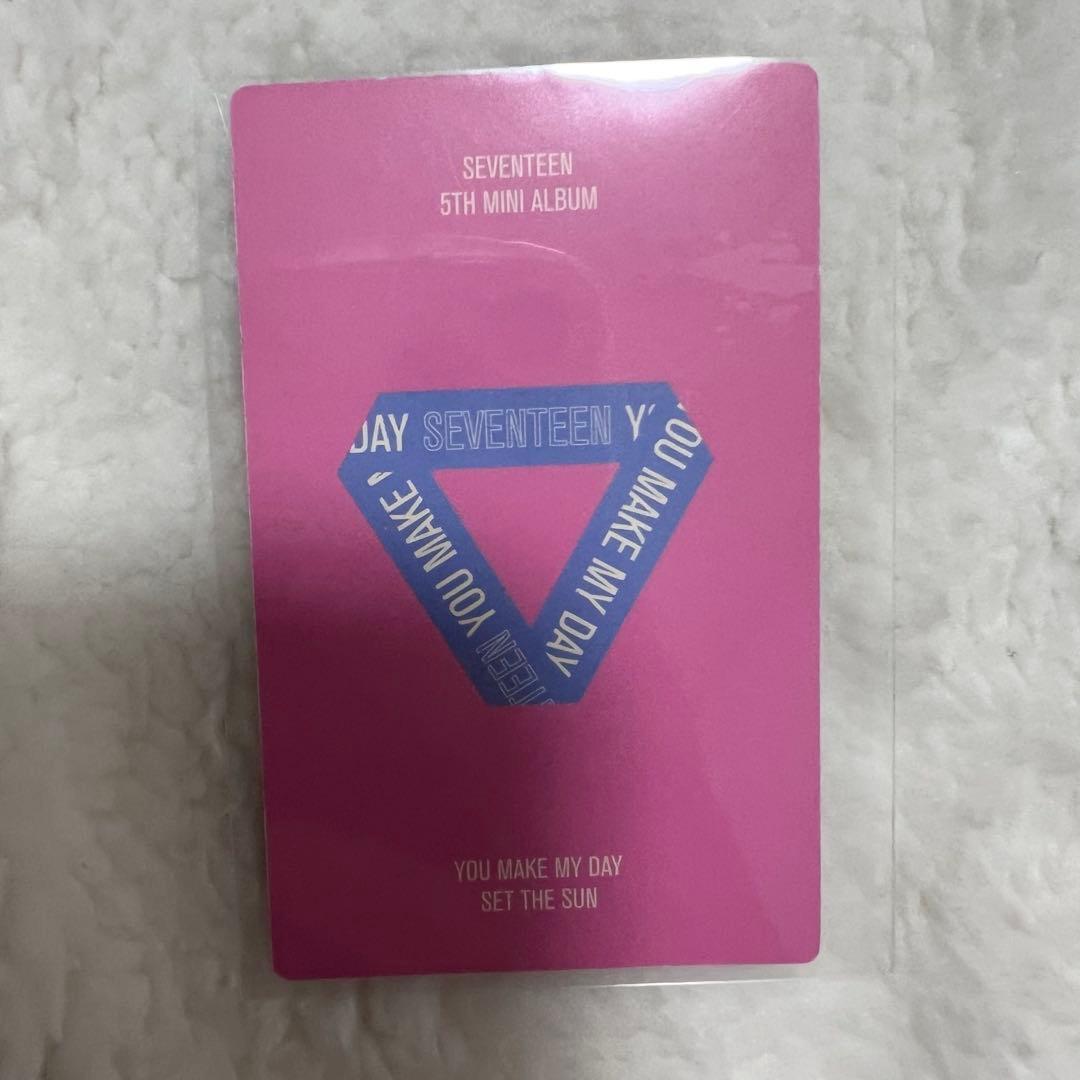 SEVENTEEN
5TH MINI ALBUM
DAY SEVENTEEN Y
YOU MAKE MY DAY
TEEN YOU MAKE
YOU MAKE MY DAY
SET THE SUN